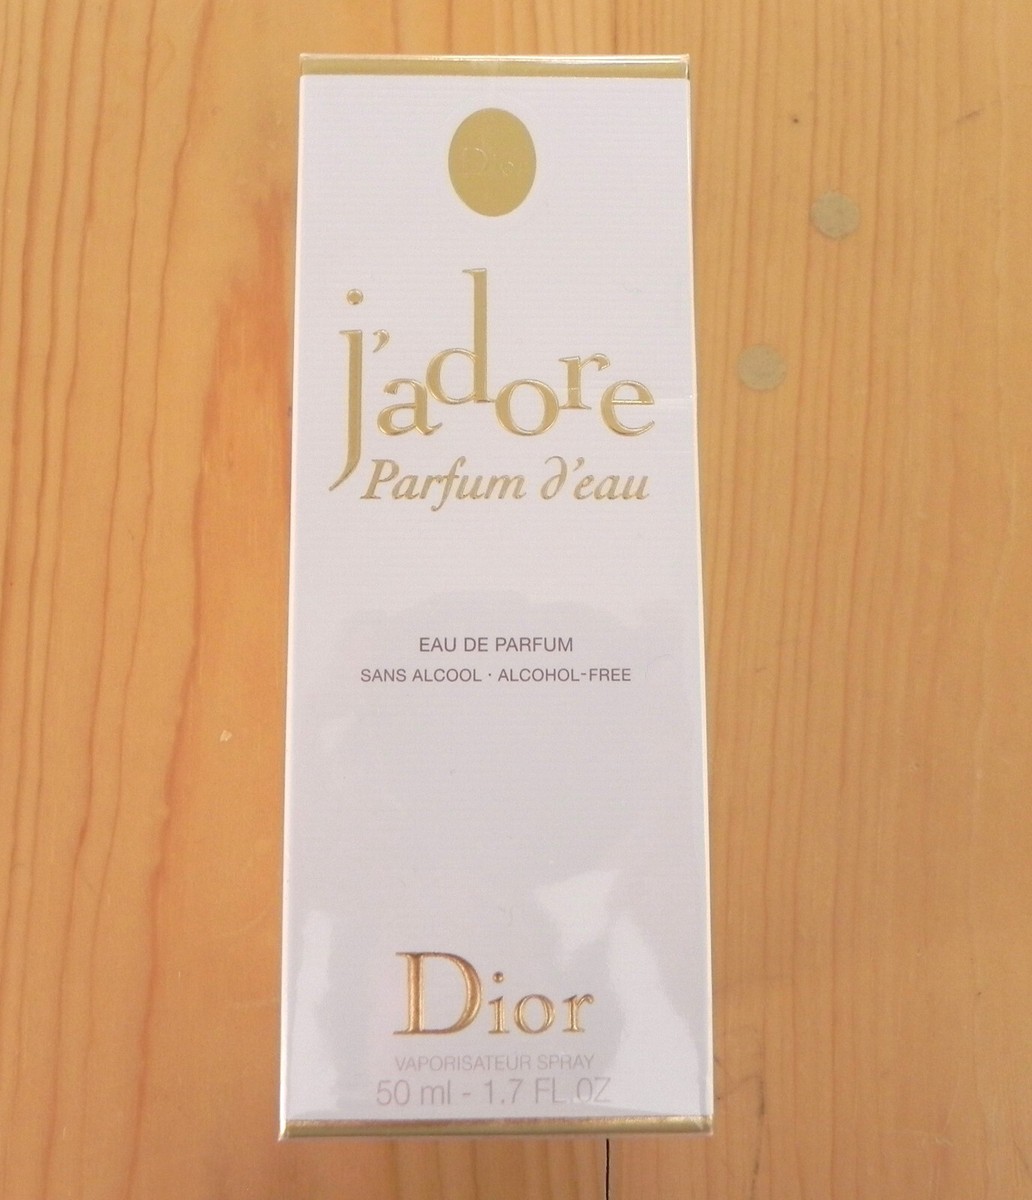 Dior
j'adore
Parfum d'eau
EAU DE PARFUM
SANS ALCOOL · ALCOHOL-FREE
Dior
VAPORISATEUR SPRAY
50 ml - 1.7 FL.OZ